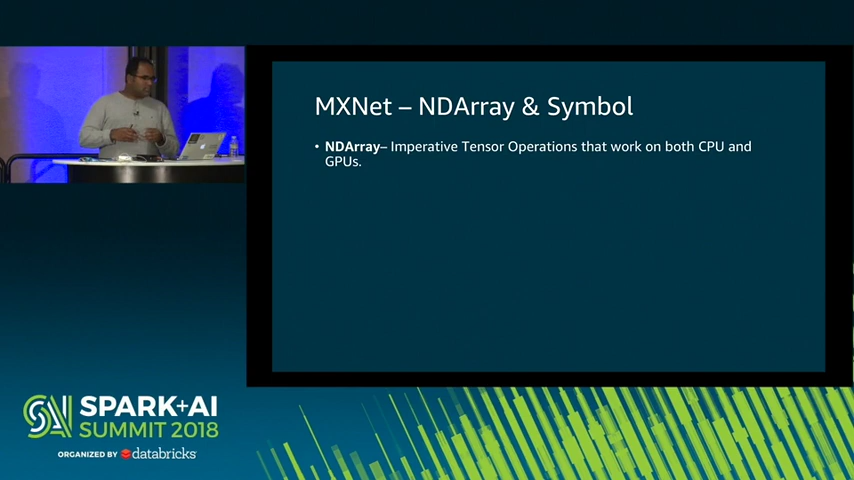 MXNet – NDArray & Symbol
• NDArray– Imperative Tensor Operations that work on both CPU and
GPUs.
SPARK+AI
SUMMIT 2018
ORGANIZED BY databricks